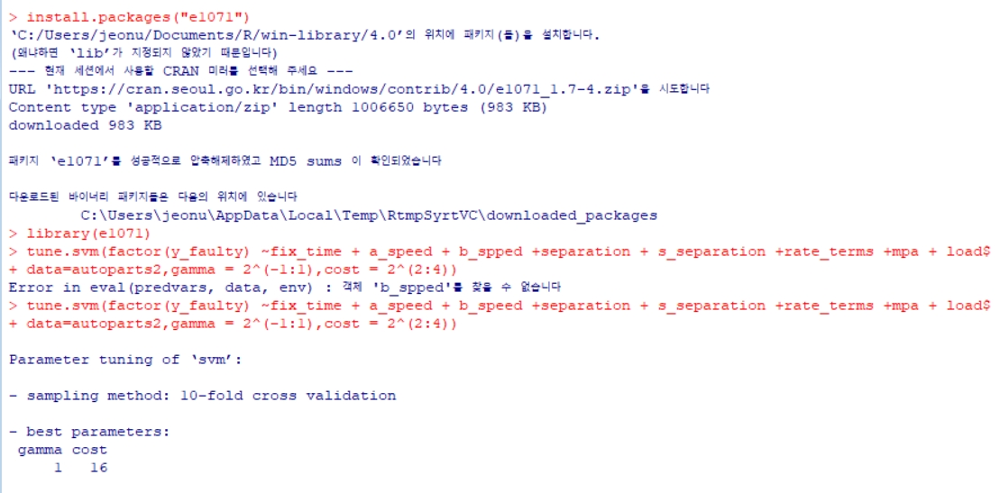 > install.packages("e1071")
‘C:/Users/jeonu/Documents/R/win-library/4.0’의 위치에 패키지(들)을 설치합니다.
(왜냐하면 ‘lib’가 지정되지 않았기 때문입니다)
--- 현재 세션에서 사용할 CRAN 미러를 선택해 주세요 ---
URL 'https://cran.seoul.go.kr/bin/windows/contrib/4.0/e1071_1.7-4.zip'을 시도합니다
Content type 'application/zip' length 1006650 bytes (983 KB)
downloaded 983 KB
패키지 ‘e1071’를 성공적으로 압축해제하였고 MD5 sums 이 확인되었습니다
다운로드된 바이너리 패키지들은 다음의 위치에 있습니다
C:\Users\jeonu\AppData\Local\Temp\RtmpSyrtVC\downloaded_packages
> library(e1071)
> tune.svm(factor(y_faulty) ~fix_time + a_speed + b_spped +separation + s_separation +rate_terms +mpa + load$
+ data=autoparts2,gamma = 2^(-1:1),cost = 2^(2:4))
Error in eval(predvars, data, env) : 객체 'b_spped'를 찾을 수 없습니다
> tune.svm(factor(y_faulty) ~fix_time + a_speed + b_speed +separation + s_separation +rate_terms +mpa + load$
+ data=autoparts2,gamma = 2^(-1:1),cost = 2^(2:4))
Parameter tuning of ‘svm’:
- sampling method: 10-fold cross validation
- best parameters:
gamma cost
1 16